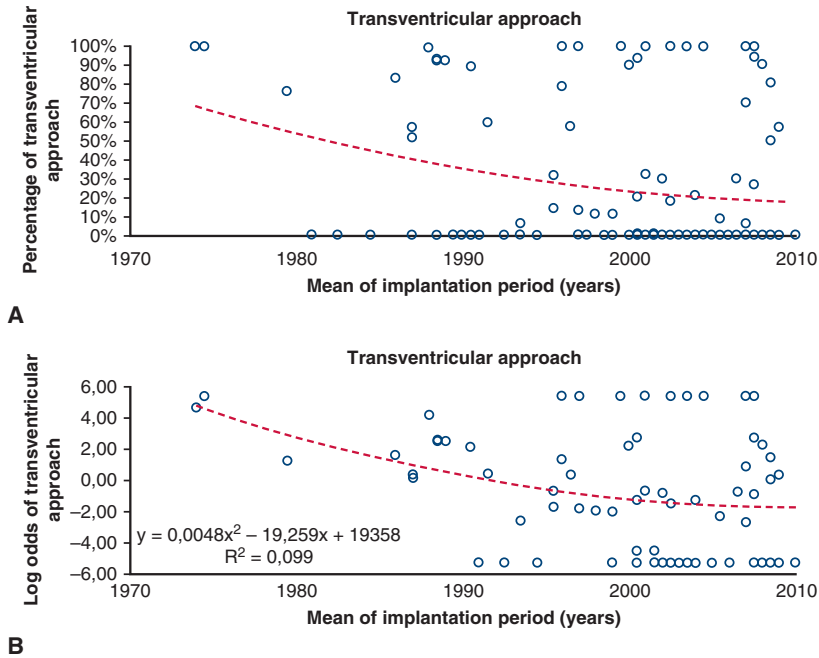 Transventricular approach
Percentage of transventricular
approach
100%
90%
80%
70%
60%
50%
40%
30%
20%
10%
0%
1970
1980
1990
2000
2010
Mean of implantation period (years)
A
Transventricular approach
Log odds of transventricular
approach
6,00
4,00
2,00
0,00
−2,00
−4,00
−6,00
y = 0,0048x² − 19,259x + 19358
R² = 0,099
1970
1980
1990
2000
2010
Mean of implantation period (years)
B